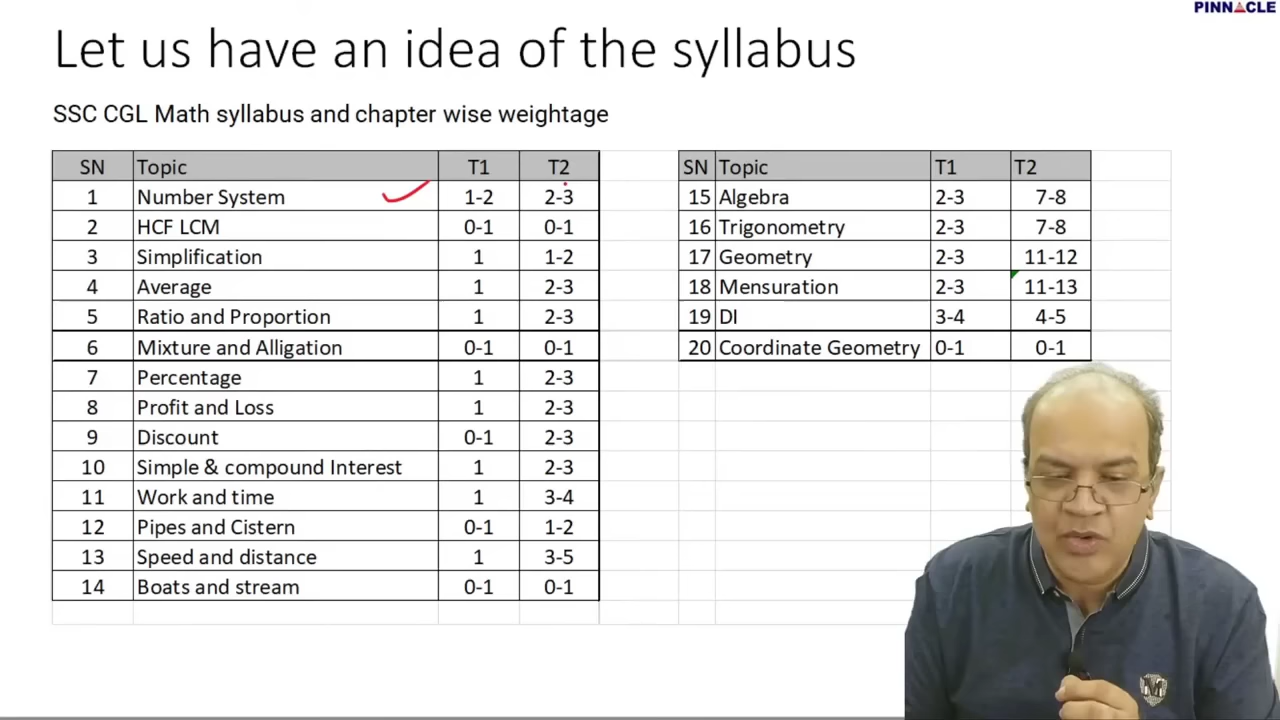 PINNACLE
Let us have an idea of the syllabus
SSC CGL Math syllabus and chapter wise weightage
SN Topic T1 T2
1 Number System 1-2 2-3
2 HCF LCM 0-1 0-1
3 Simplification 1 1-2
4 Average 1 2-3
5 Ratio and Proportion 1 2-3
6 Mixture and Alligation 0-1 0-1
7 Percentage 1 2-3
8 Profit and Loss 1 2-3
9 Discount 0-1 2-3
10 Simple & compound Interest 1 2-3
11 Work and time 1 3-4
12 Pipes and Cistern 0-1 1-2
13 Speed and distance 1 3-5
14 Boats and stream 0-1 0-1
SN Topic T1 T2
15 Algebra 2-3 7-8
16 Trigonometry 2-3 7-8
17 Geometry 2-3 11-12
18 Mensuration 2-3 11-13
19 DI 3-4 4-5
20 Coordinate Geometry 0-1 0-1
M